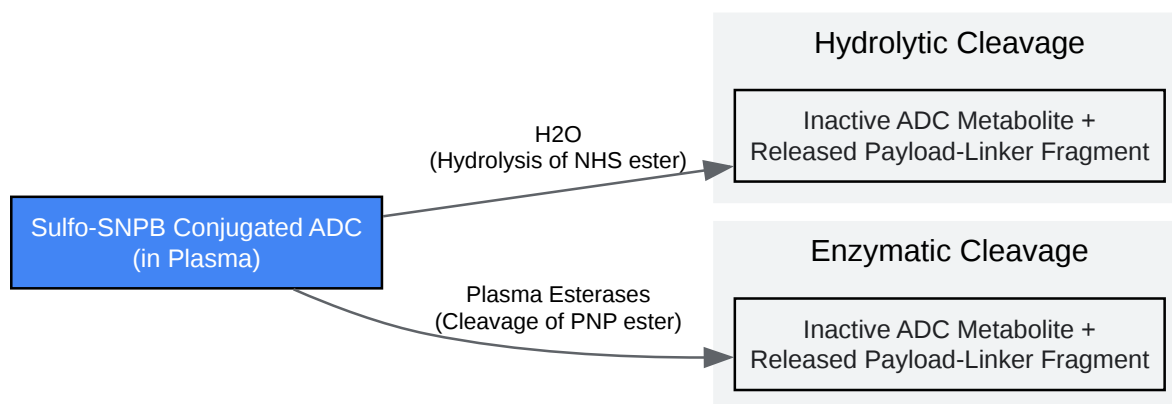 Hydrolytic Cleavage
Inactive ADC Metabolite +
Released Payload-Linker Fragment
H2O
(Hydrolysis of NHS ester)
Sulfo-SNPB Conjugated ADC
(in Plasma)
Enzymatic Cleavage
Plasma Esterases
(Cleavage of PNP ester)
Inactive ADC Metabolite +
Released Payload-Linker Fragment